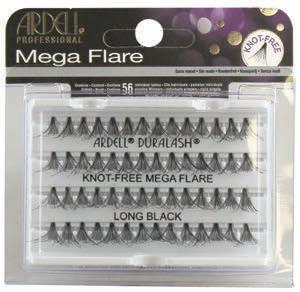 ARDELL
PROFESSIONAL
Mega Flare
KNOT-FREE
56
ARDELL® DURALASH®
KNOT-FREE MEGA FLARE
LONG BLACK